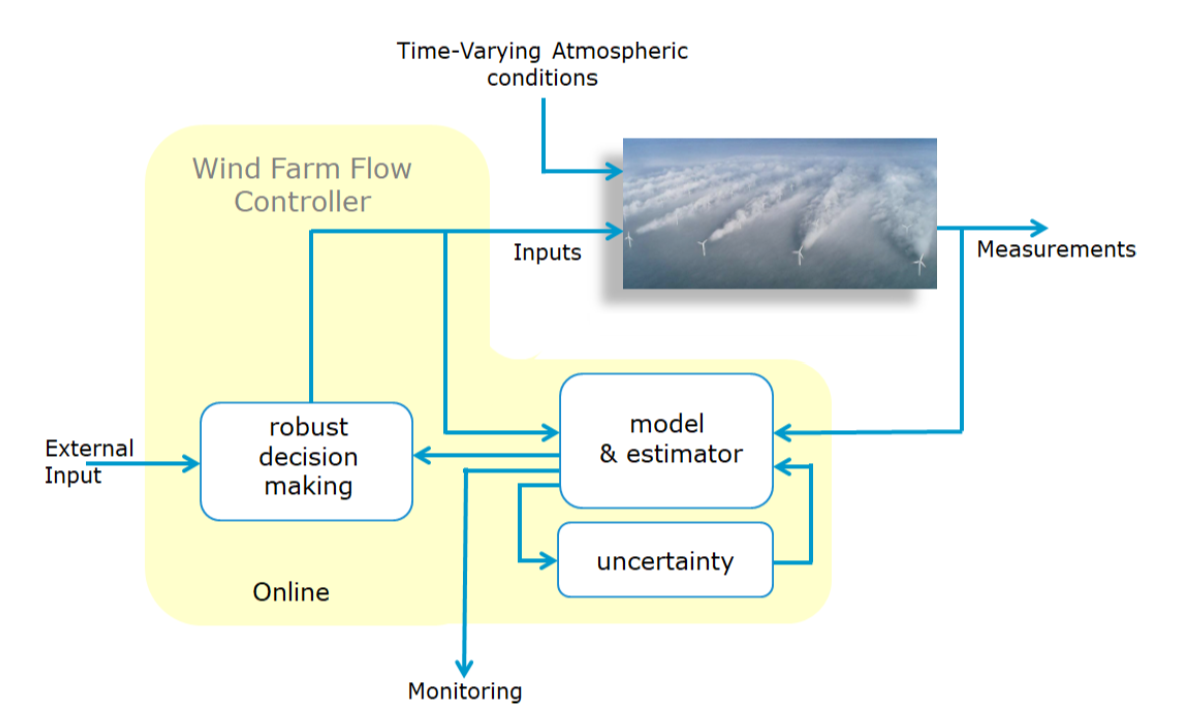 Time-Varying Atmospheric
conditions
Wind Farm Flow
Controller
Inputs
Measurements
External
Input
robust
decision
making
model
& estimator
uncertainty
Online
Monitoring